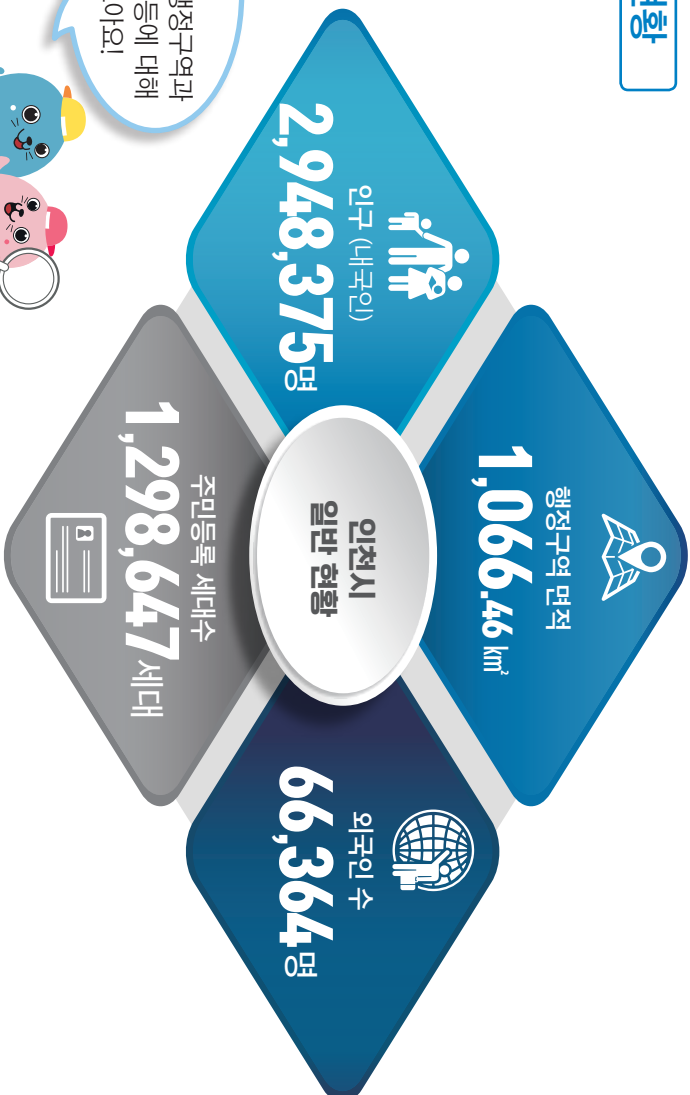 현황
행정구역과
등에 대해
아요!
행정구역 면적
1,066.46 km²
인구 (내국인)
2,948,375명
인천시
일반 현황
외국인 수
66,364명
주민등록 세대수
1,298,647세대